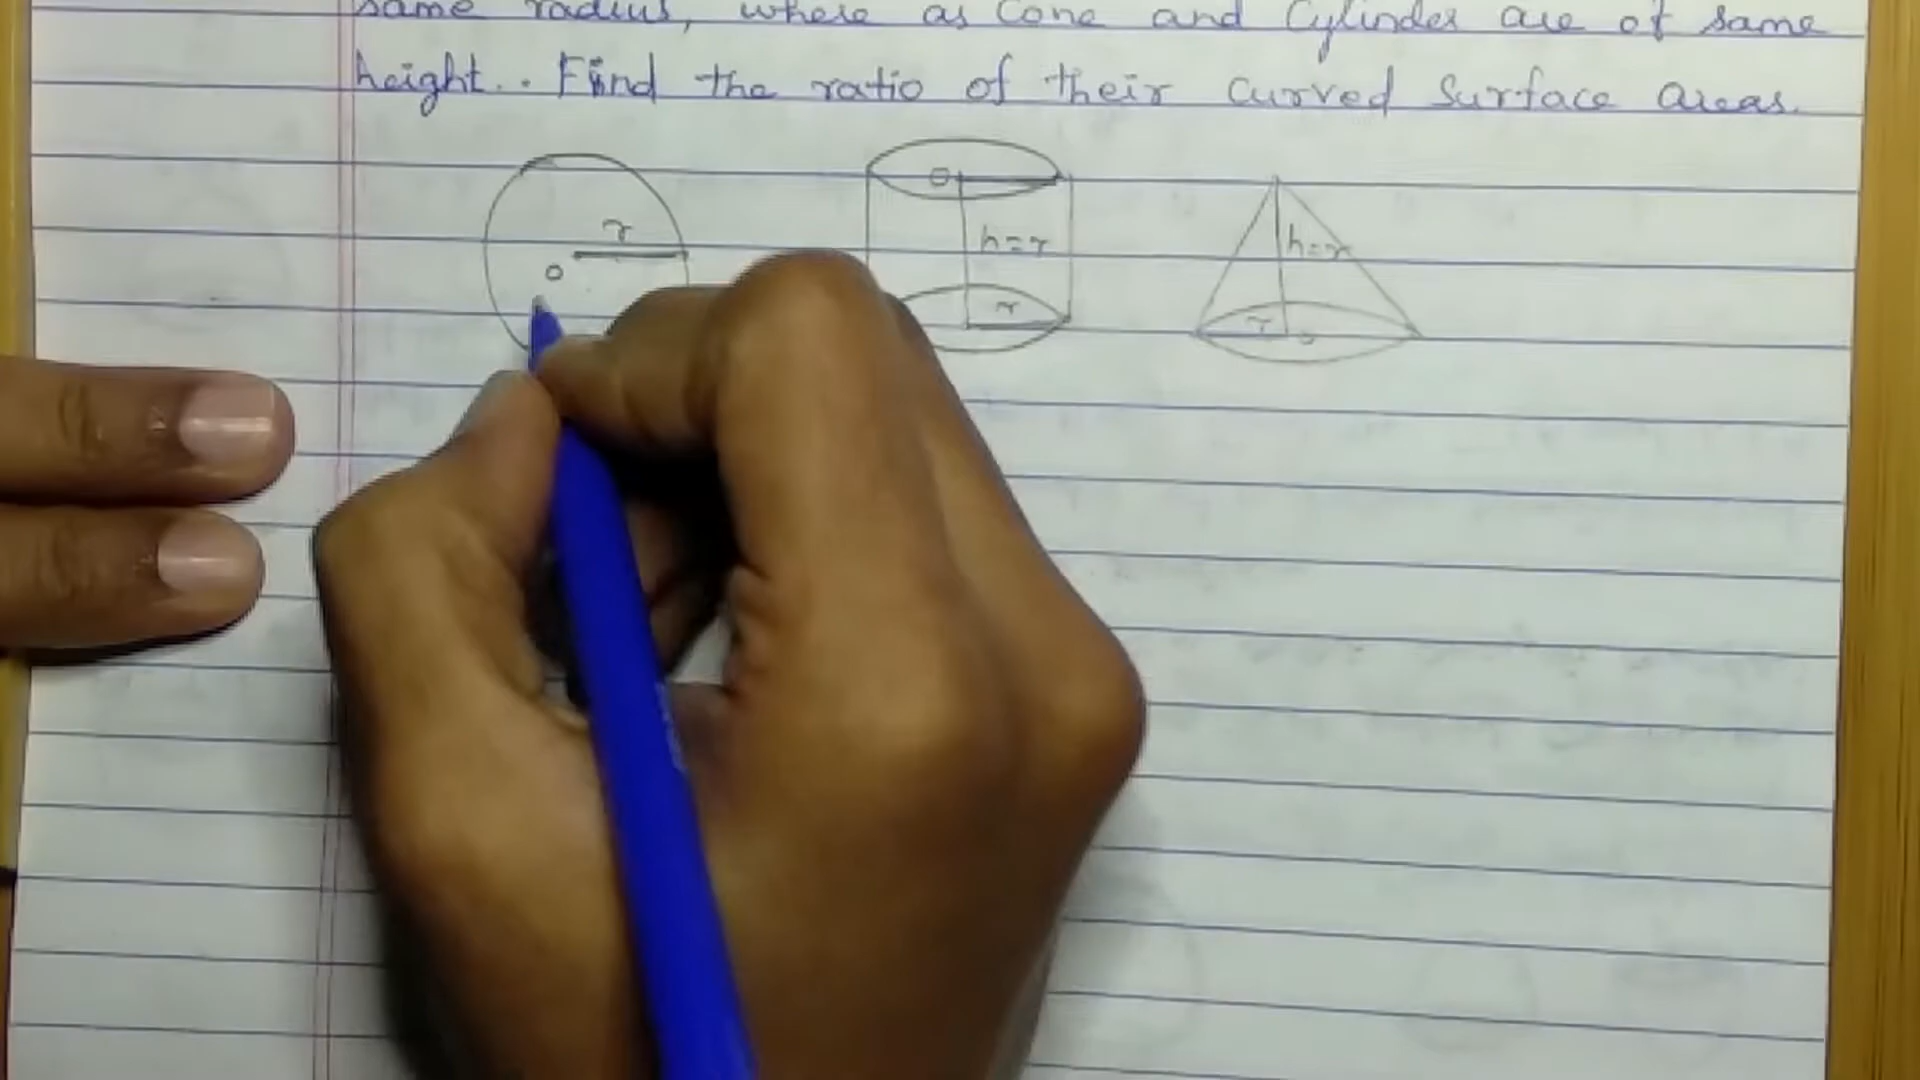 same radius, where as Cone and Cylinder are of same
height.. Find the ratio of their Curved Surface areas.
r
O
O
h=r
r
h=r
r
O